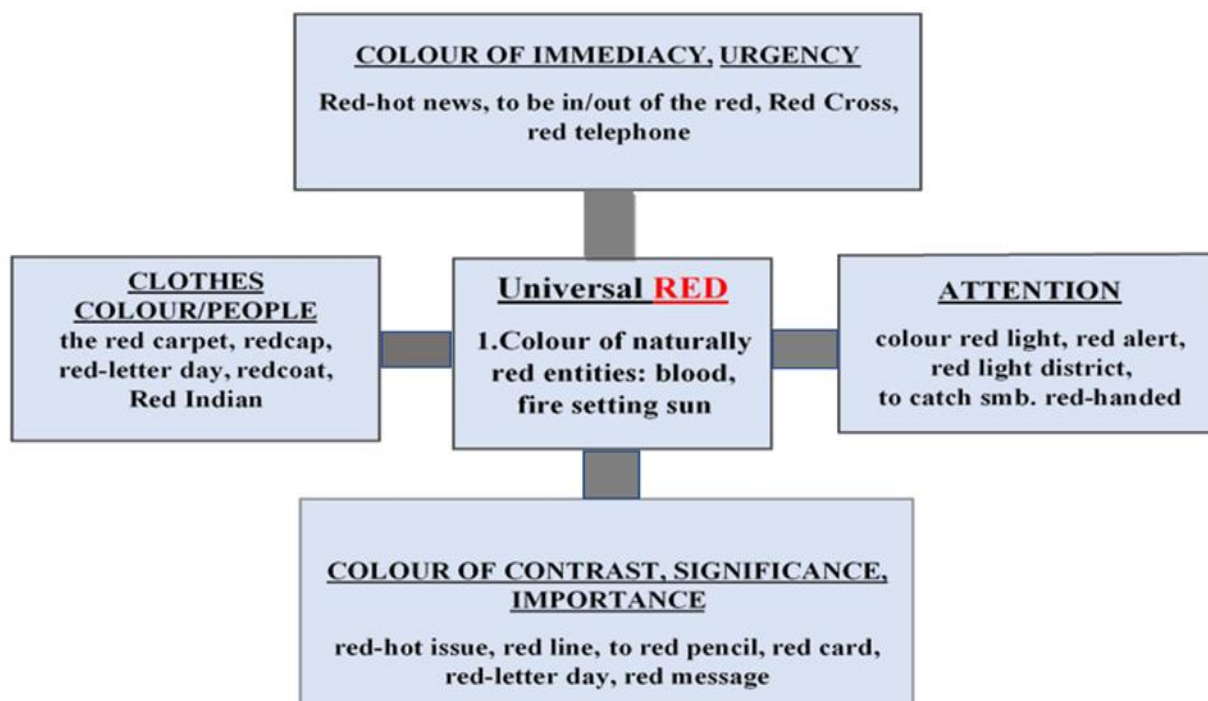 COLOUR OF IMMEDIACY, URGENCY
Red-hot news, to be in/out of the red, Red Cross,
red telephone
CLOTHES
COLOUR/PEOPLE
the red carpet, redcap,
red-letter day, redcoat,
Red Indian
Universal RED
1.Colour of naturally
red entities: blood,
fire setting sun
ATTENTION
colour red light, red alert,
red light district,
to catch smb. red-handed
COLOUR OF CONTRAST, SIGNIFICANCE,
IMPORTANCE
red-hot issue, red line, to red pencil, red card,
red-letter day, red message